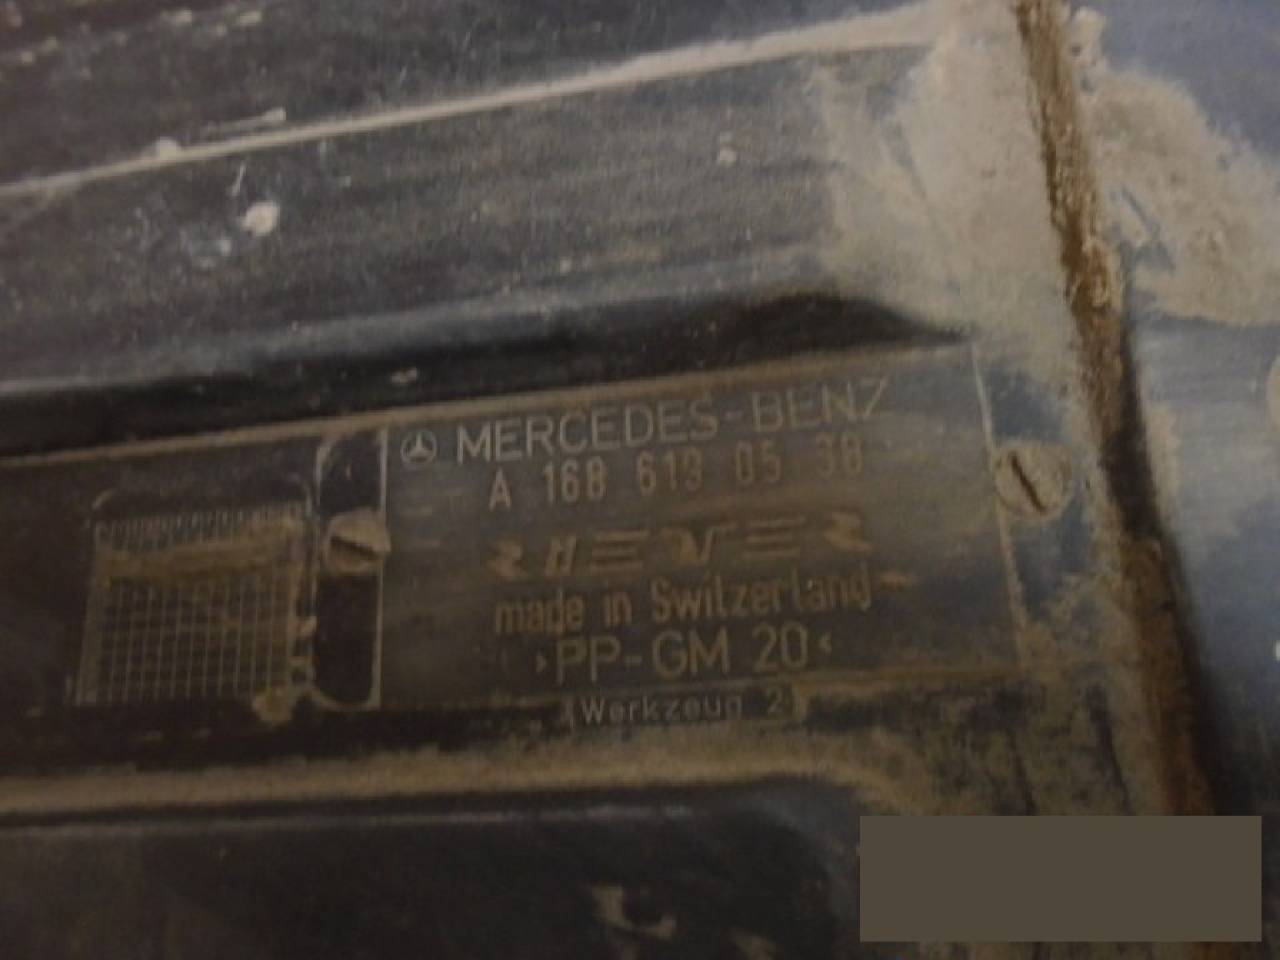 MERCEDES-BENZ
A 168 613 05 38
made in Switzerland
>PP-GM 20<
Werkzeug 2